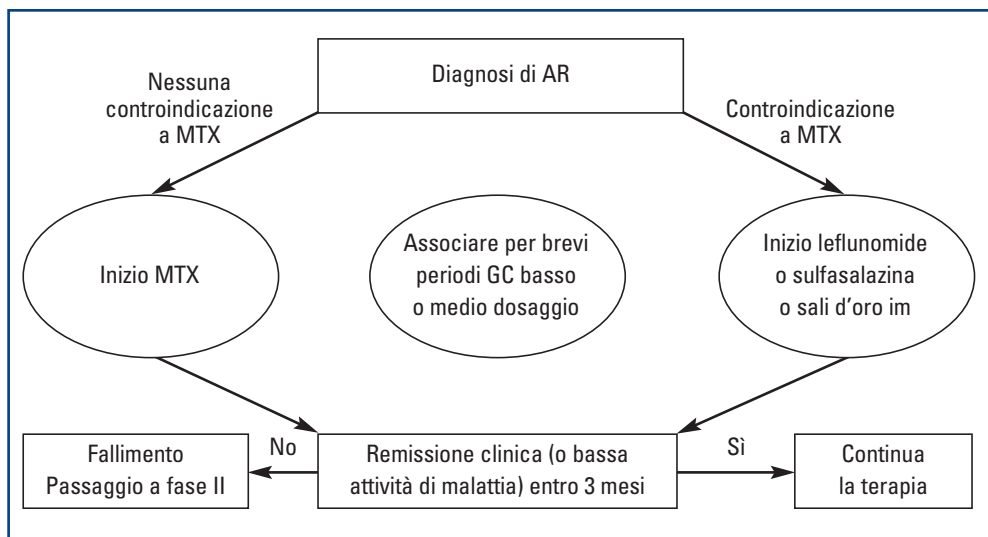 Diagnosi di AR
Nessuna
controindicazione
a MTX
Controindicazione
a MTX
Inizio MTX
Associare per brevi
periodi GC basso
o medio dosaggio
Inizio leflunomide
o sulfasalazina
o sali d'oro im
Fallimento
Passaggio a fase II
No
Remissione clinica (o bassa
attività di malattia) entro 3 mesi
Sì
Continua
la terapia